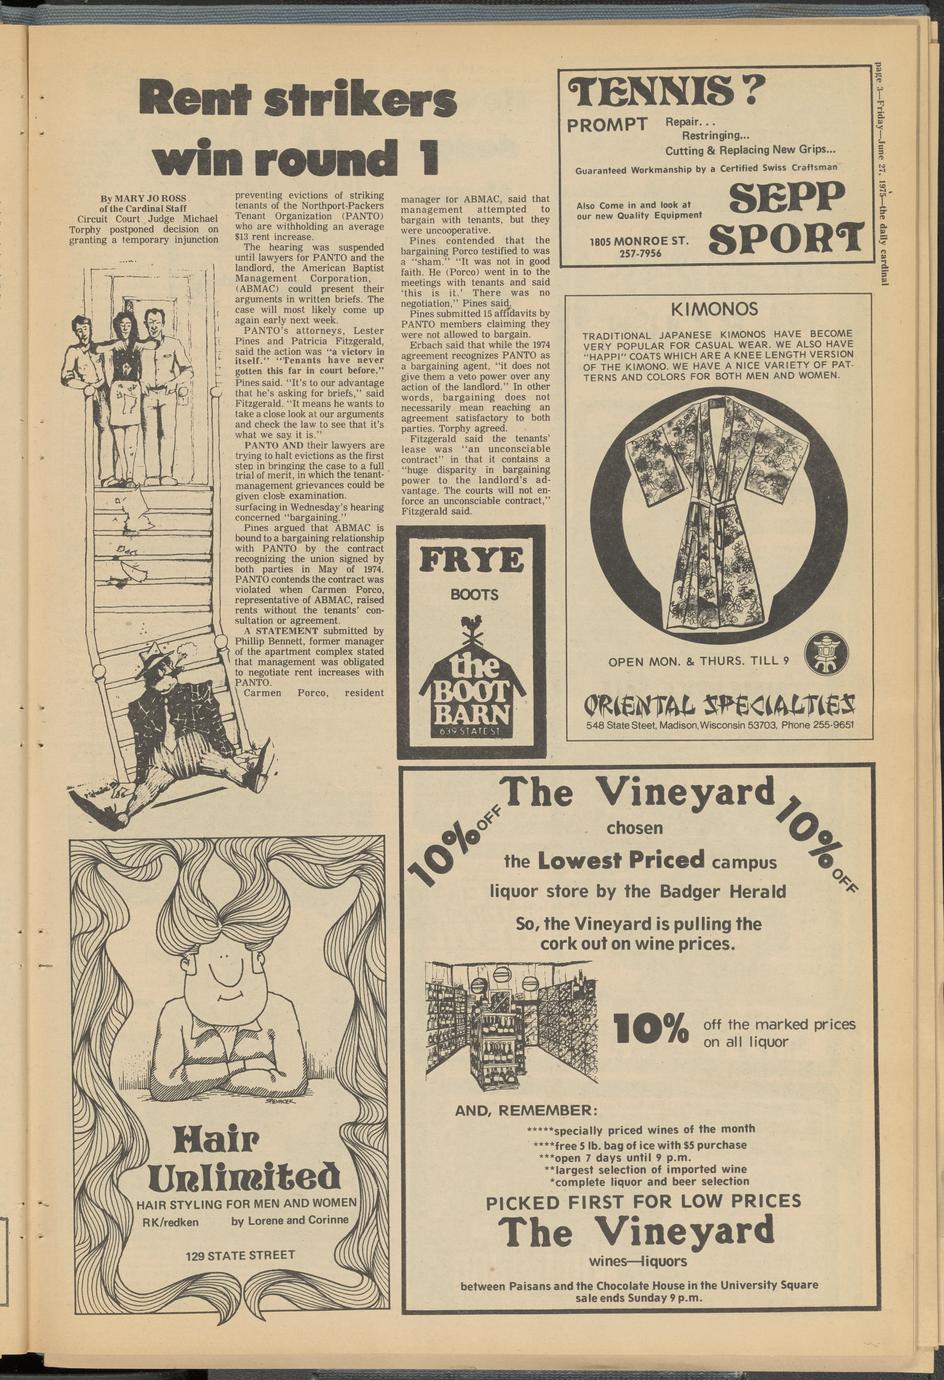 Rent strikers
win round 1
By MARY JO ROSS
of the Cardinal Staff
Circuit Court Judge Michael
Torphy postponed decision on
granting a temporary injunction
preventing evictions of striking
tenants of the Northport-Packers
Tenant Organization (PANTO)
who are withholding an average
$13 rent increase.
The hearing was suspended
until lawyers for PANTO and the
landlord, the American Baptist
Management Corporation,
(ABMAC) could present their
arguments in written briefs. The
case will most likely come up
again early next week.
PANTO's attorneys, Lester
Pines and Patricia Fitzgerald,
said the action was "a victory in
itself." "Tenants have never
gotten this far in court before,"
Pines said. "It's to our advantage
that he's asking for briefs," said
Fitzgerald. "It means he wants to
take a close look at our arguments
and check the law to see that it's
what we say it is."
PANTO AND their lawyers are
trying to halt evictions as the first
step in bringing the case to a full
trial of merit, in which the tenant-
management grievances could be
given close examination.
surfacing in Wednesday's hearing
concerned "bargaining."
Pines argued that ABMAC is
bound to a bargaining relationship
with PANTO by the contract
recognizing the union signed by
both parties in May of 1974.
PANTO contends the contract was
violated when Carmen Porco,
representative of ABMAC, raised
rents without the tenants' con-
sultation or agreement.
A STATEMENT submitted by
Phillip Bennett, former manager
of the apartment complex stated
that management was obligated
to negotiate rent increases with
PANTO.
Carmen Porco, resident
manager for ABMAC, said that
management attempted to
bargain with tenants, but they
were uncooperative.
Pines contended that the
bargaining Porco testified to was
a "sham." "It was not in good
faith. He (Porco) went in to the
meetings with tenants and said
'this is it.' There was no
negotiation," Pines said.
Pines submitted 15 affidavits by
PANTO members claiming they
were not allowed to bargain.
Erbach said that while the 1974
agreement recognizes PANTO as
a bargaining agent, "it does not
give them a veto power over any
action of the landlord." In other
words, bargaining does not
necessarily mean reaching an
agreement satisfactory to both
parties. Torphy agreed.
Fitzgerald said the tenants'
lease was "an unconsciable
contract" in that it contains a
"huge disparity in bargaining
power to the landlord's ad-
vantage. The courts will not en-
force an unconsciable contract,"
Fitzgerald said.
TENNIS?
PROMPT
Repair...
Restringing...
Cutting & Replacing New Grips...
Guaranteed Workmanship by a Certified Swiss Craftsman
Also Come in and look at
our new Quality Equipment
1805 MONROE ST.
257-7956
SEPP
SPORT
page 3—Friday—June 27, 1975—the daily cardinal
KIMONOS
TRADITIONAL JAPANESE KIMONOS HAVE BECOME
VERY POPULAR FOR CASUAL WEAR. WE ALSO HAVE
"HAPPI" COATS WHICH ARE A KNEE LENGTH VERSION
OF THE KIMONO. WE HAVE A NICE VARIETY OF PAT-
TERNS AND COLORS FOR BOTH MEN AND WOMEN.
OPEN MON. & THURS. TILL 9
ORIENTAL SPECIALTIES
548 State Steet, Madison, Wisconsin 53703, Phone 255-9651
FRYE
BOOTS
the
BOOT
BARN
639 STATE ST.
10% OFF
The Vineyard
10% OFF
chosen
the Lowest Priced campus
liquor store by the Badger Herald
So, the Vineyard is pulling the
cork out on wine prices.
10% off the marked prices
on all liquor
AND, REMEMBER:
*****specially priced wines of the month
****free 5 lb. bag of ice with $5 purchase
***open 7 days until 9 p.m.
**largest selection of imported wine
*complete liquor and beer selection
PICKED FIRST FOR LOW PRICES
The Vineyard
wines—liquors
between Paisans and the Chocolate House in the University Square
sale ends Sunday 9 p.m.
SPENCER
Hair
Unlimited
HAIR STYLING FOR MEN AND WOMEN
RK/redken by Lorene and Corinne
129 STATE STREET